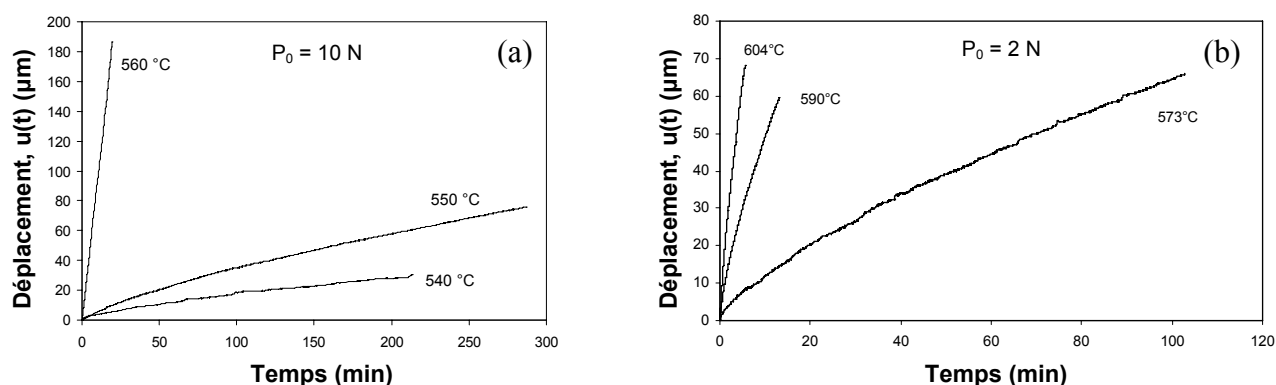 P₀ = 10 N
(a)
560 °C
550 °C
540 °C
Déplacement, u(t) (µm)
200
180
160
140
120
100
80
60
40
20
0
0 50 100 150 200 250 300
Temps (min)
P₀ = 2 N
(b)
604°C
590°C
573°C
Déplacement, u(t) (µm)
80
70
60
50
40
30
20
10
0
0 20 40 60 80 100 120
Temps (min)